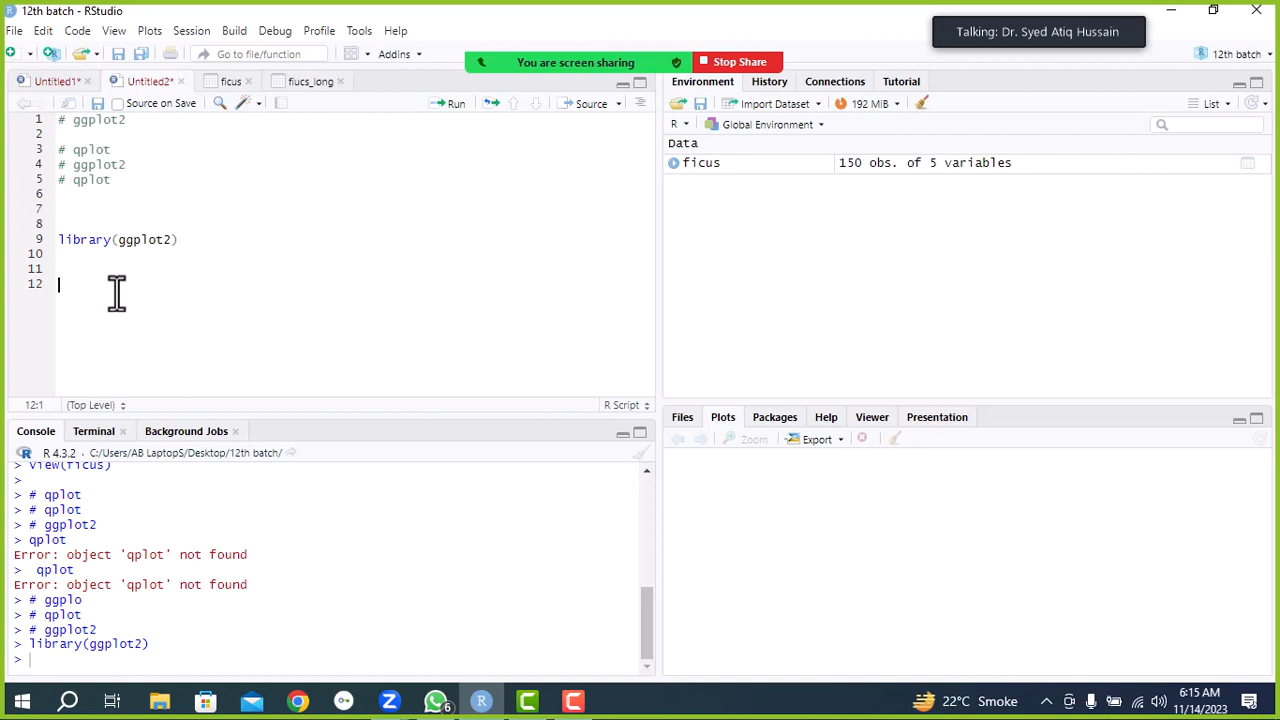 12th batch - RStudio
Talking: Dr. Syed Atiq Hussain
File Edit Code View Plots Session Build Debug Profile Tools Help
Go to file/function Addins
You are screen sharing Stop Share
12th batch
Untitled1* Untitled2* ficus fiucs_long
Source on Save Run Source
1 # ggplot2
2
3 # qplot
4 # ggplot2
5 # qplot
6
7
8
9 library(ggplot2)
10
11
12
12:1 (Top Level) R Script
Console Terminal Background Jobs
R 4.3.2 · C:/Users/AB LaptopS/Desktop/12th batch/
> view(ficus)
>
> # qplot
> # qplot
> # ggplot2
> qplot
Error: object 'qplot' not found
>  qplot
Error: object 'qplot' not found
> # ggplo
> # qplot
> # ggplot2
> library(ggplot2)
>
Environment History Connections Tutorial
Import Dataset 192 MiB List
R Global Environment
Data
ficus 150 obs. of 5 variables
Files Plots Packages Help Viewer Presentation
Zoom Export
6
22°C Smoke
6:15 AM
11/14/2023